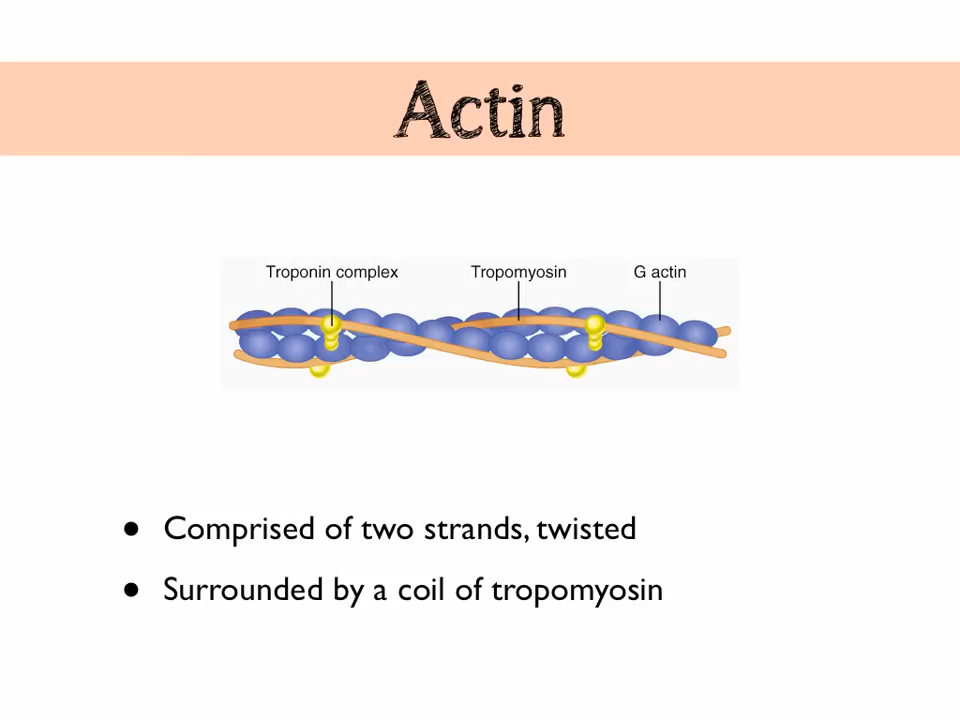 Actin
Troponin complex Tropomyosin G actin
• Comprised of two strands, twisted
• Surrounded by a coil of tropomyosin